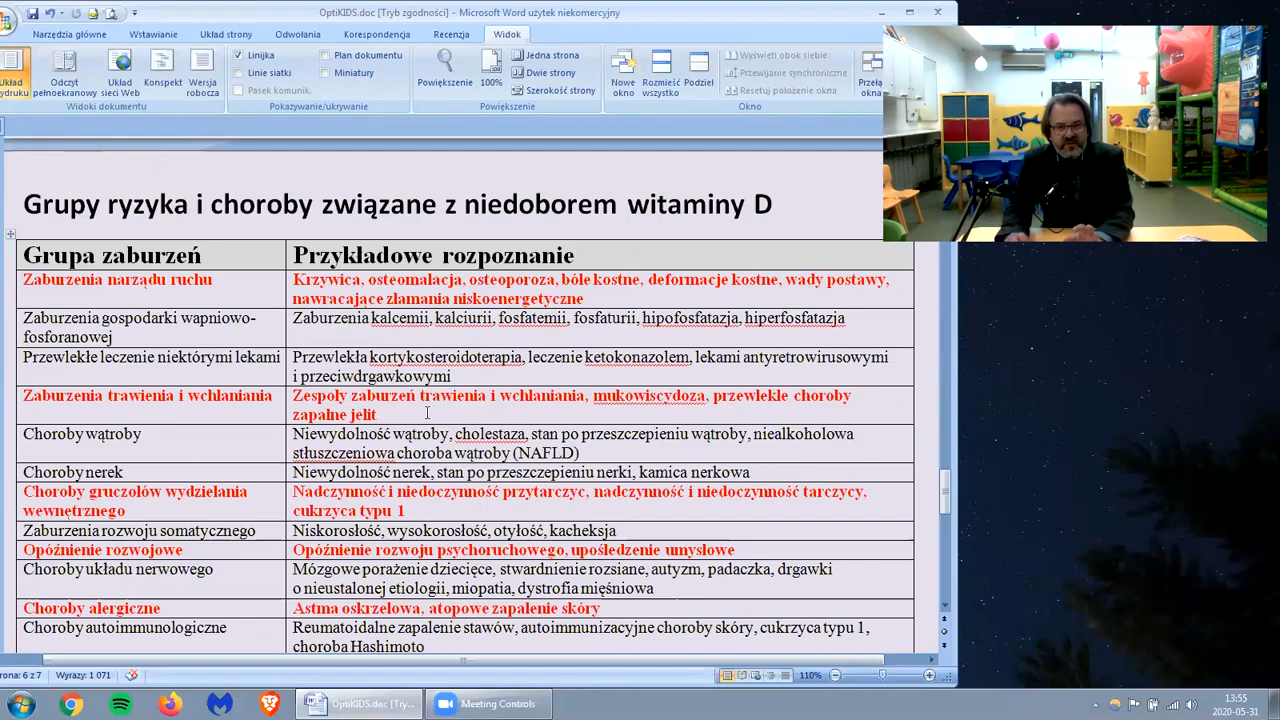 OptiKIDS.doc [Tryb zgodności] - Microsoft Word użytek niekomercyjny
Narzędzia główne Wstawianie Układ strony Odwołania Korespondencja Recenzja Widok
Układ wydruku
Odczyt pełnoekranowy
Układ sieci Web
Konspekt
Wersja robocza
Widoki dokumentu
Linijka
Linie siatki
Pasek komunik.
Plan dokumentu
Miniatury
Pokazywanie/ukrywanie
Powiększenie
100%
Jedna strona
Dwie strony
Szerokość strony
Powiększenie
Nowe okno
Rozmieść wszystko
Podziel
Wyświetl obok siebie
Przewijanie synchroniczne
Resetuj położenie okna
Okno
Grupy ryzyka i choroby związane z niedoborem witaminy D
Grupa zaburzeń Przykładowe rozpoznanie
Zaburzenia narządu ruchu Krzywica, osteomalacja, osteoporoza, bóle kostne, deformacje kostne, wady postawy,
nawracające złamania niskoenergetyczne
Zaburzenia gospodarki wapniowo- Zaburzenia kalcemii, kalciurii, fosfatemii, fosfaturii, hipofosfatazja, hiperfosfatazja
fosforanowej
Przewlekłe leczenie niektórymi lekami Przewlekła kortykosteroidoterapia, leczenie ketokonazolem, lekami antyretrowirusowymi
i przeciwdrgawkowymi
Zaburzenia trawienia i wchłaniania Zespoły zaburzeń trawienia i wchłaniania, mukowiscydoza, przewlekłe choroby
zapalne jelit
Choroby wątroby Niewydolność wątroby, cholestaza, stan po przeszczepieniu wątroby, niealkoholowa
stłuszczeniowa choroba wątroby (NAFLD)
Choroby nerek Niewydolność nerek, stan po przeszczepieniu nerki, kamica nerkowa
Choroby gruczołów wydzielania Nadczynność i niedoczynność przytarczyc, nadczynność i niedoczynność tarczycy,
wewnętrznego cukrzyca typu 1
Zaburzenia rozwoju somatycznego Niskorosłość, wysokorosłość, otyłość, kacheksja
Opóźnienie rozwojowe Opóźnienie rozwoju psychoruchowego, upośledzenie umysłowe
Choroby układu nerwowego Mózgowe porażenie dziecięce, stwardnienie rozsiane, autyzm, padaczka, drgawki
o nieustalonej etiologii, miopatia, dystrofia mięśniowa
Choroby alergiczne Astma oskrzelowa, atopowe zapalenie skóry
Choroby autoimmunologiczne Reumatoidalne zapalenie stawów, autoimmunizacyjne choroby skóry, cukrzyca typu 1,
choroba Hashimoto
trona: 6 z 7 Wyrazy: 1 071 110%
OptiKIDS.doc [Try... Meeting Controls
13:55
2020-05-31